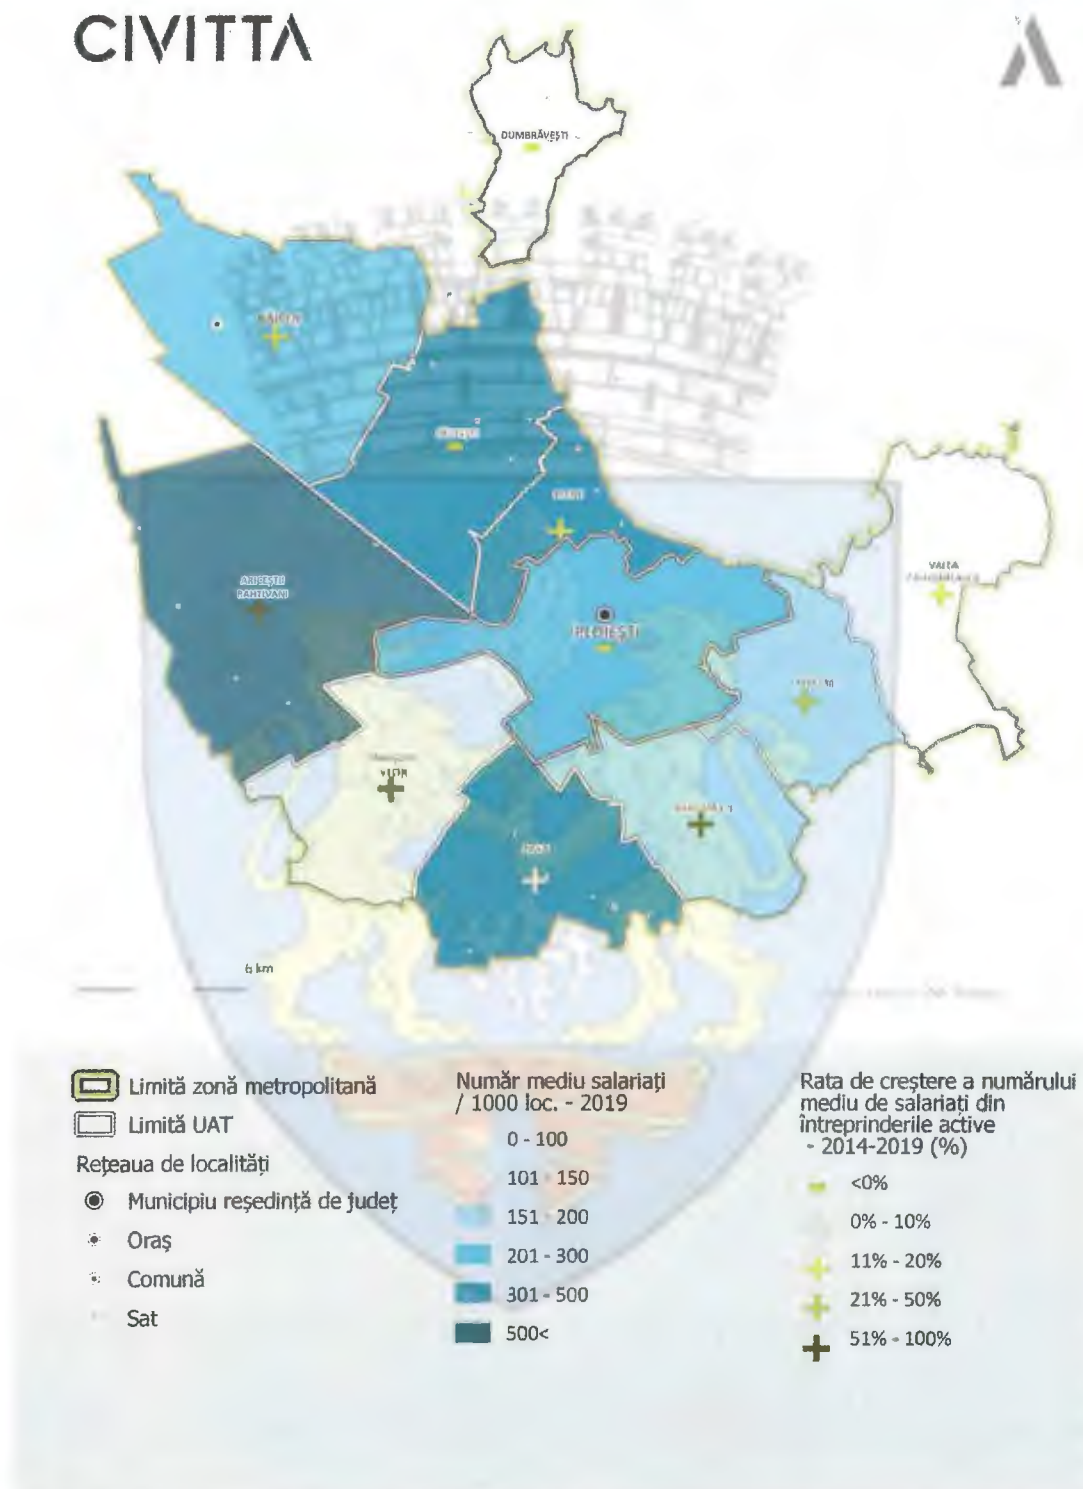 CIVITTA
DUMBRĂVEȘTI
ARICEȘTII
RAHTIVANI
PLOIEȘTI
VALEA
6 km
Limită zonă metropolitană
Limită UAT
Rețeaua de localități
Municipiu reședință de județ
Oraș
Comună
Sat
Număr mediu salariați
/ 1000 loc. - 2019
0 - 100
101 - 150
151 - 200
201 - 300
301 - 500
500<
Rata de creștere a numărului
mediu de salariați din
întreprinderile active
- 2014-2019 (%)
<0%
0% - 10%
11% - 20%
21% - 50%
51% - 100%